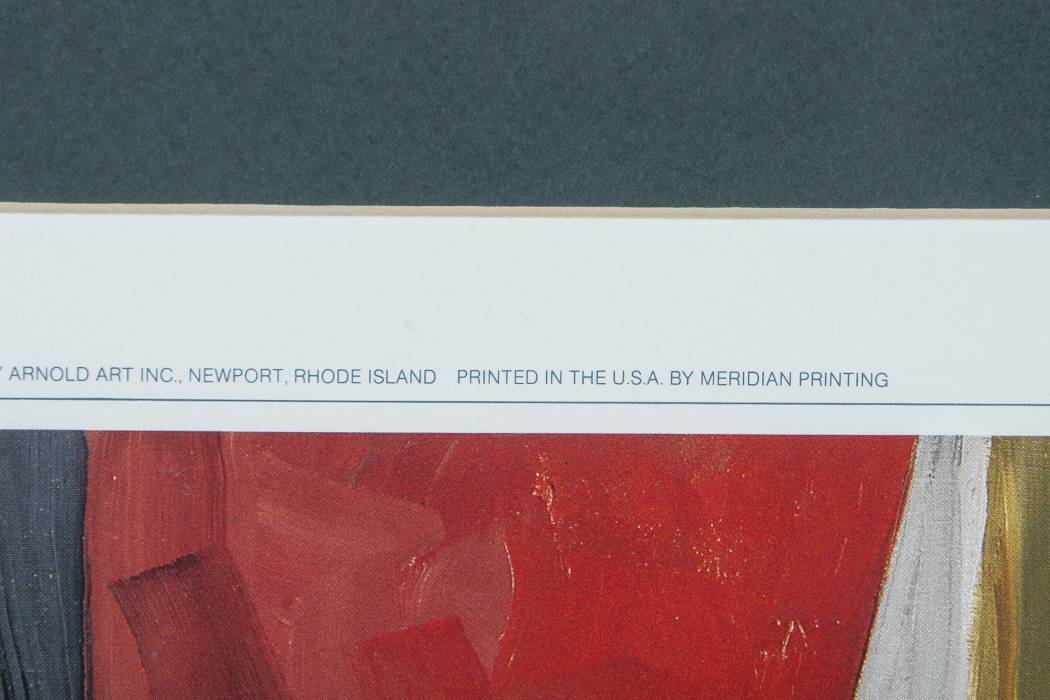 ARNOLD ART INC., NEWPORT, RHODE ISLAND PRINTED IN THE U.S.A. BY MERIDIAN PRINTING